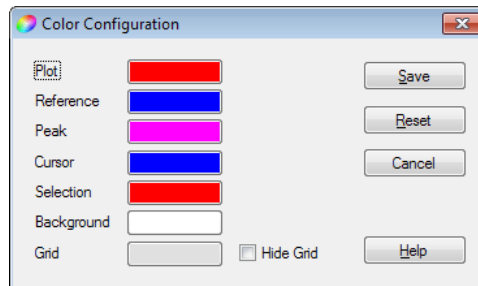 Color Configuration
Plot
Save
Reference
Reset
Peak
Cursor
Cancel
Selection
Background
Grid
Hide Grid
Help